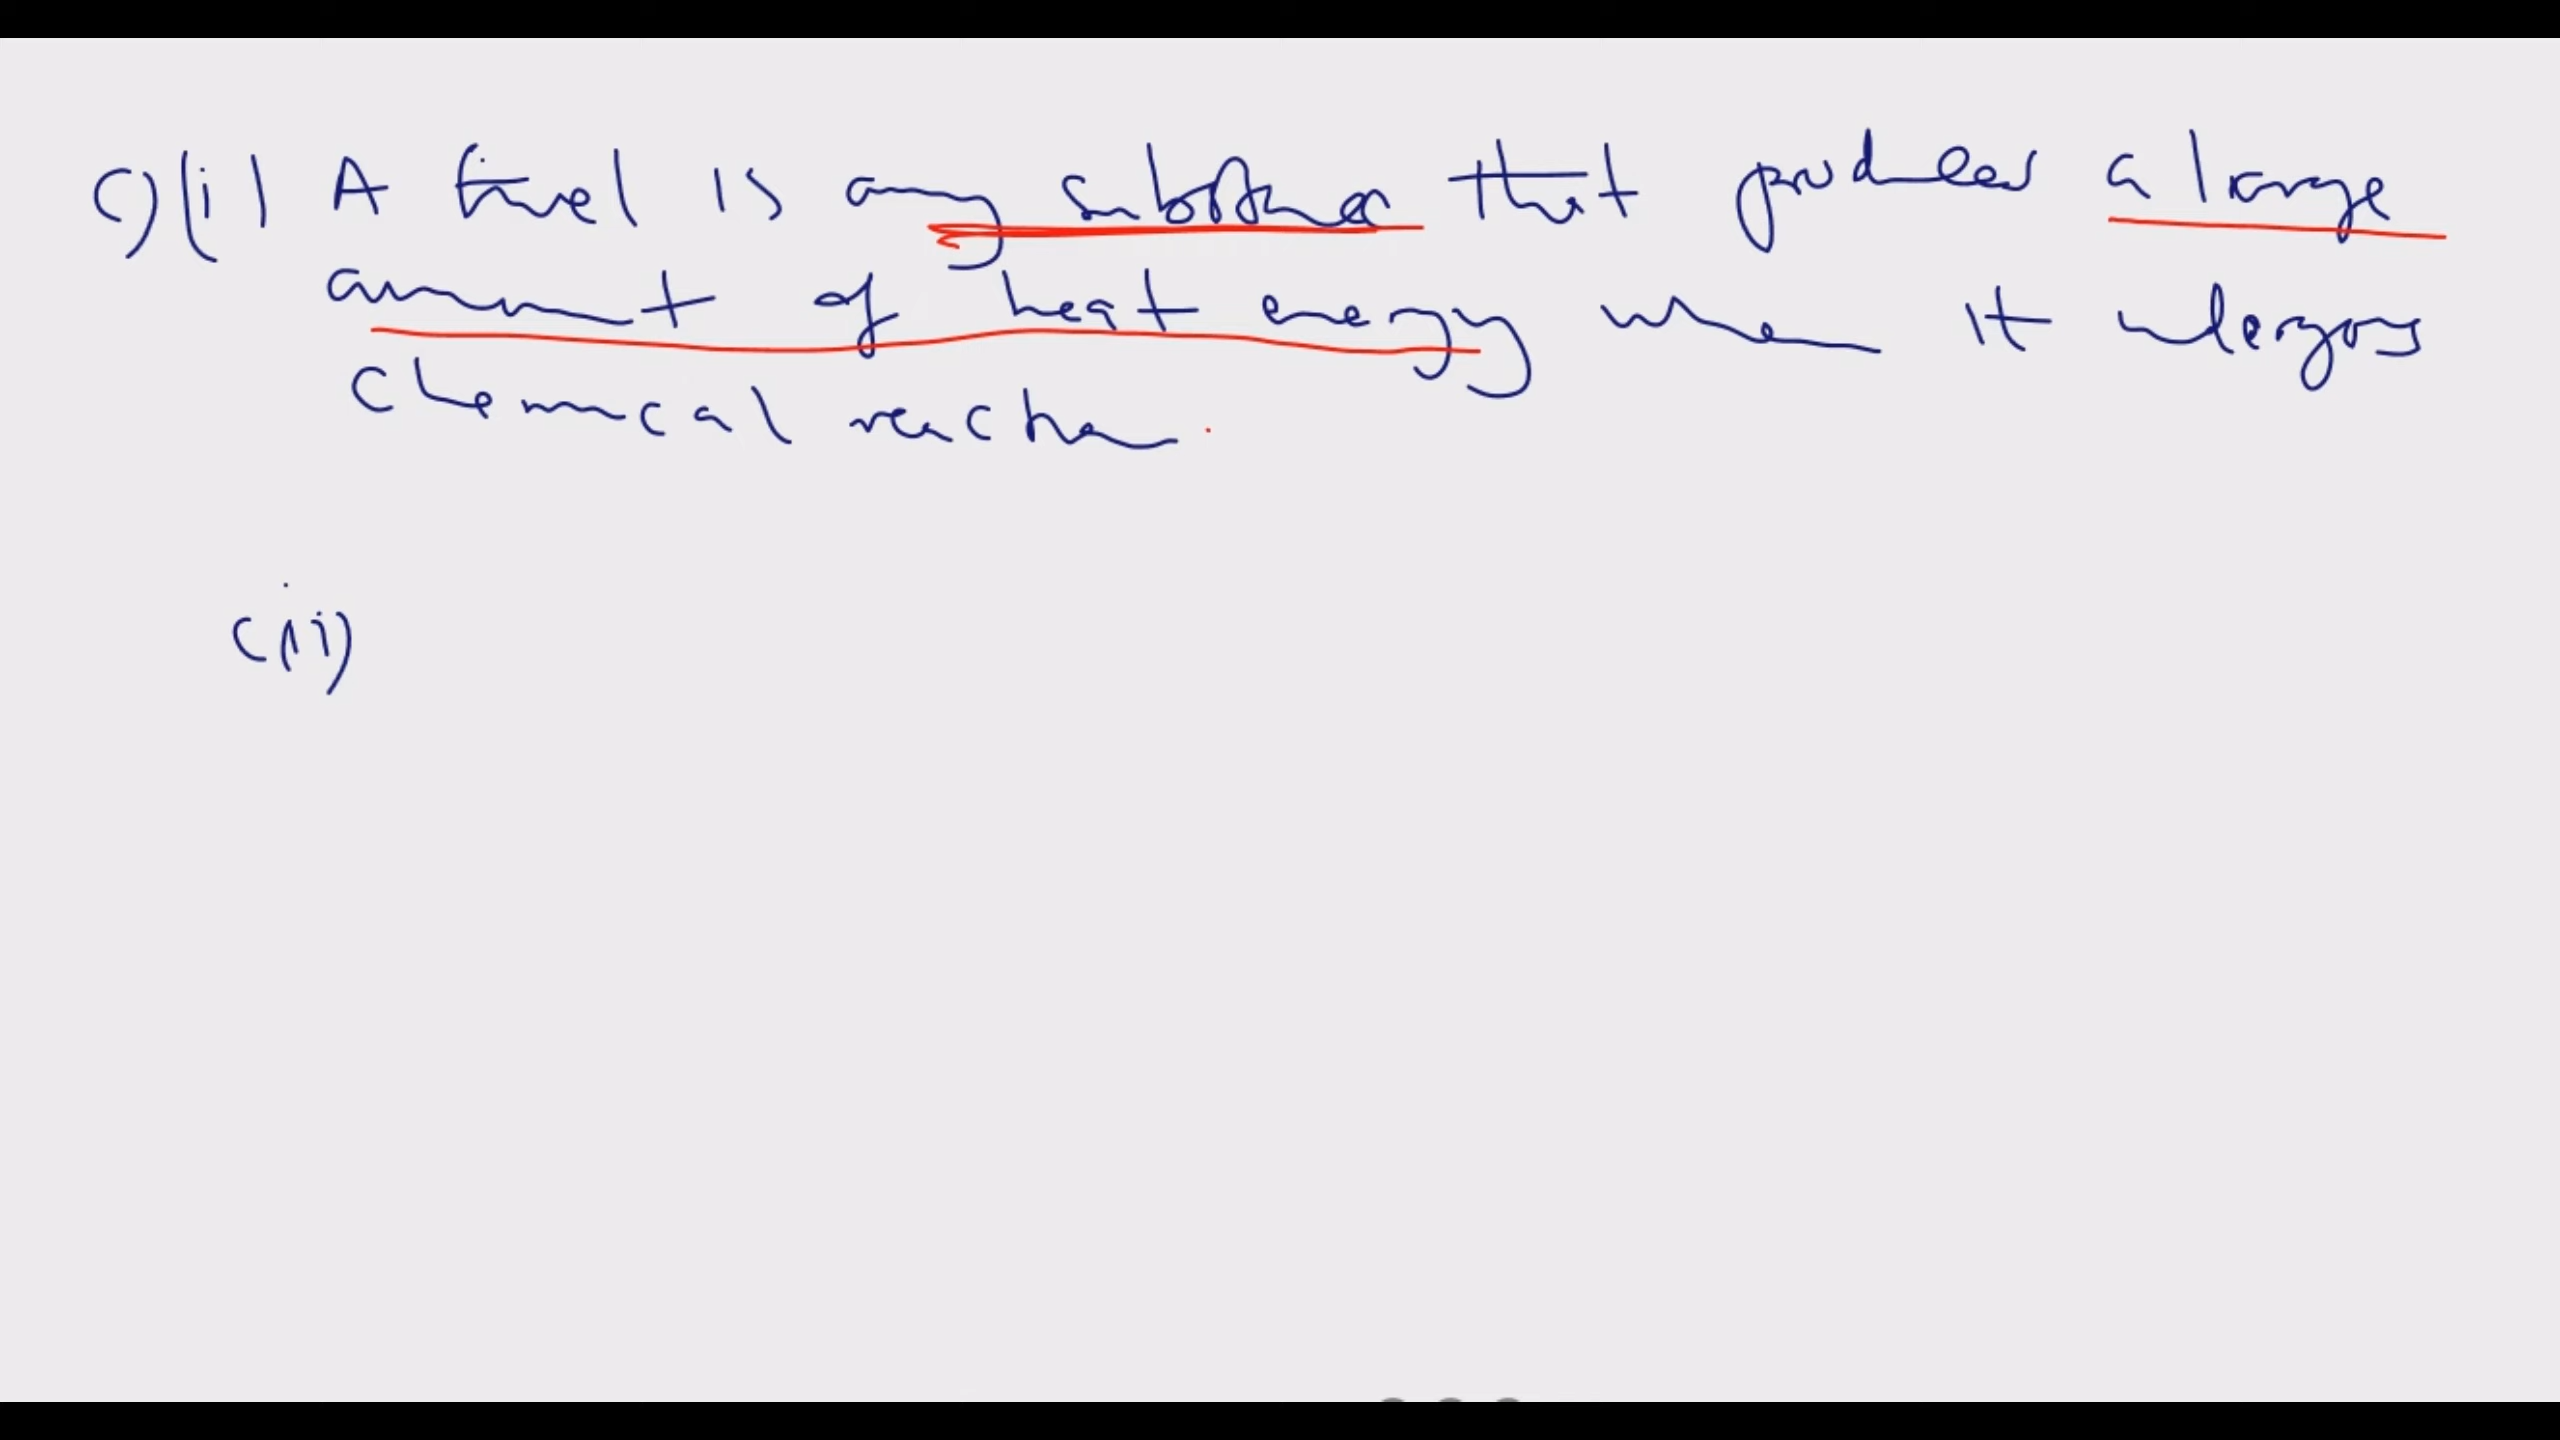 c) (i) A fuel is any substance that produces a large
amount of heat energy when it undergoes
chemical reaction.
(ii)